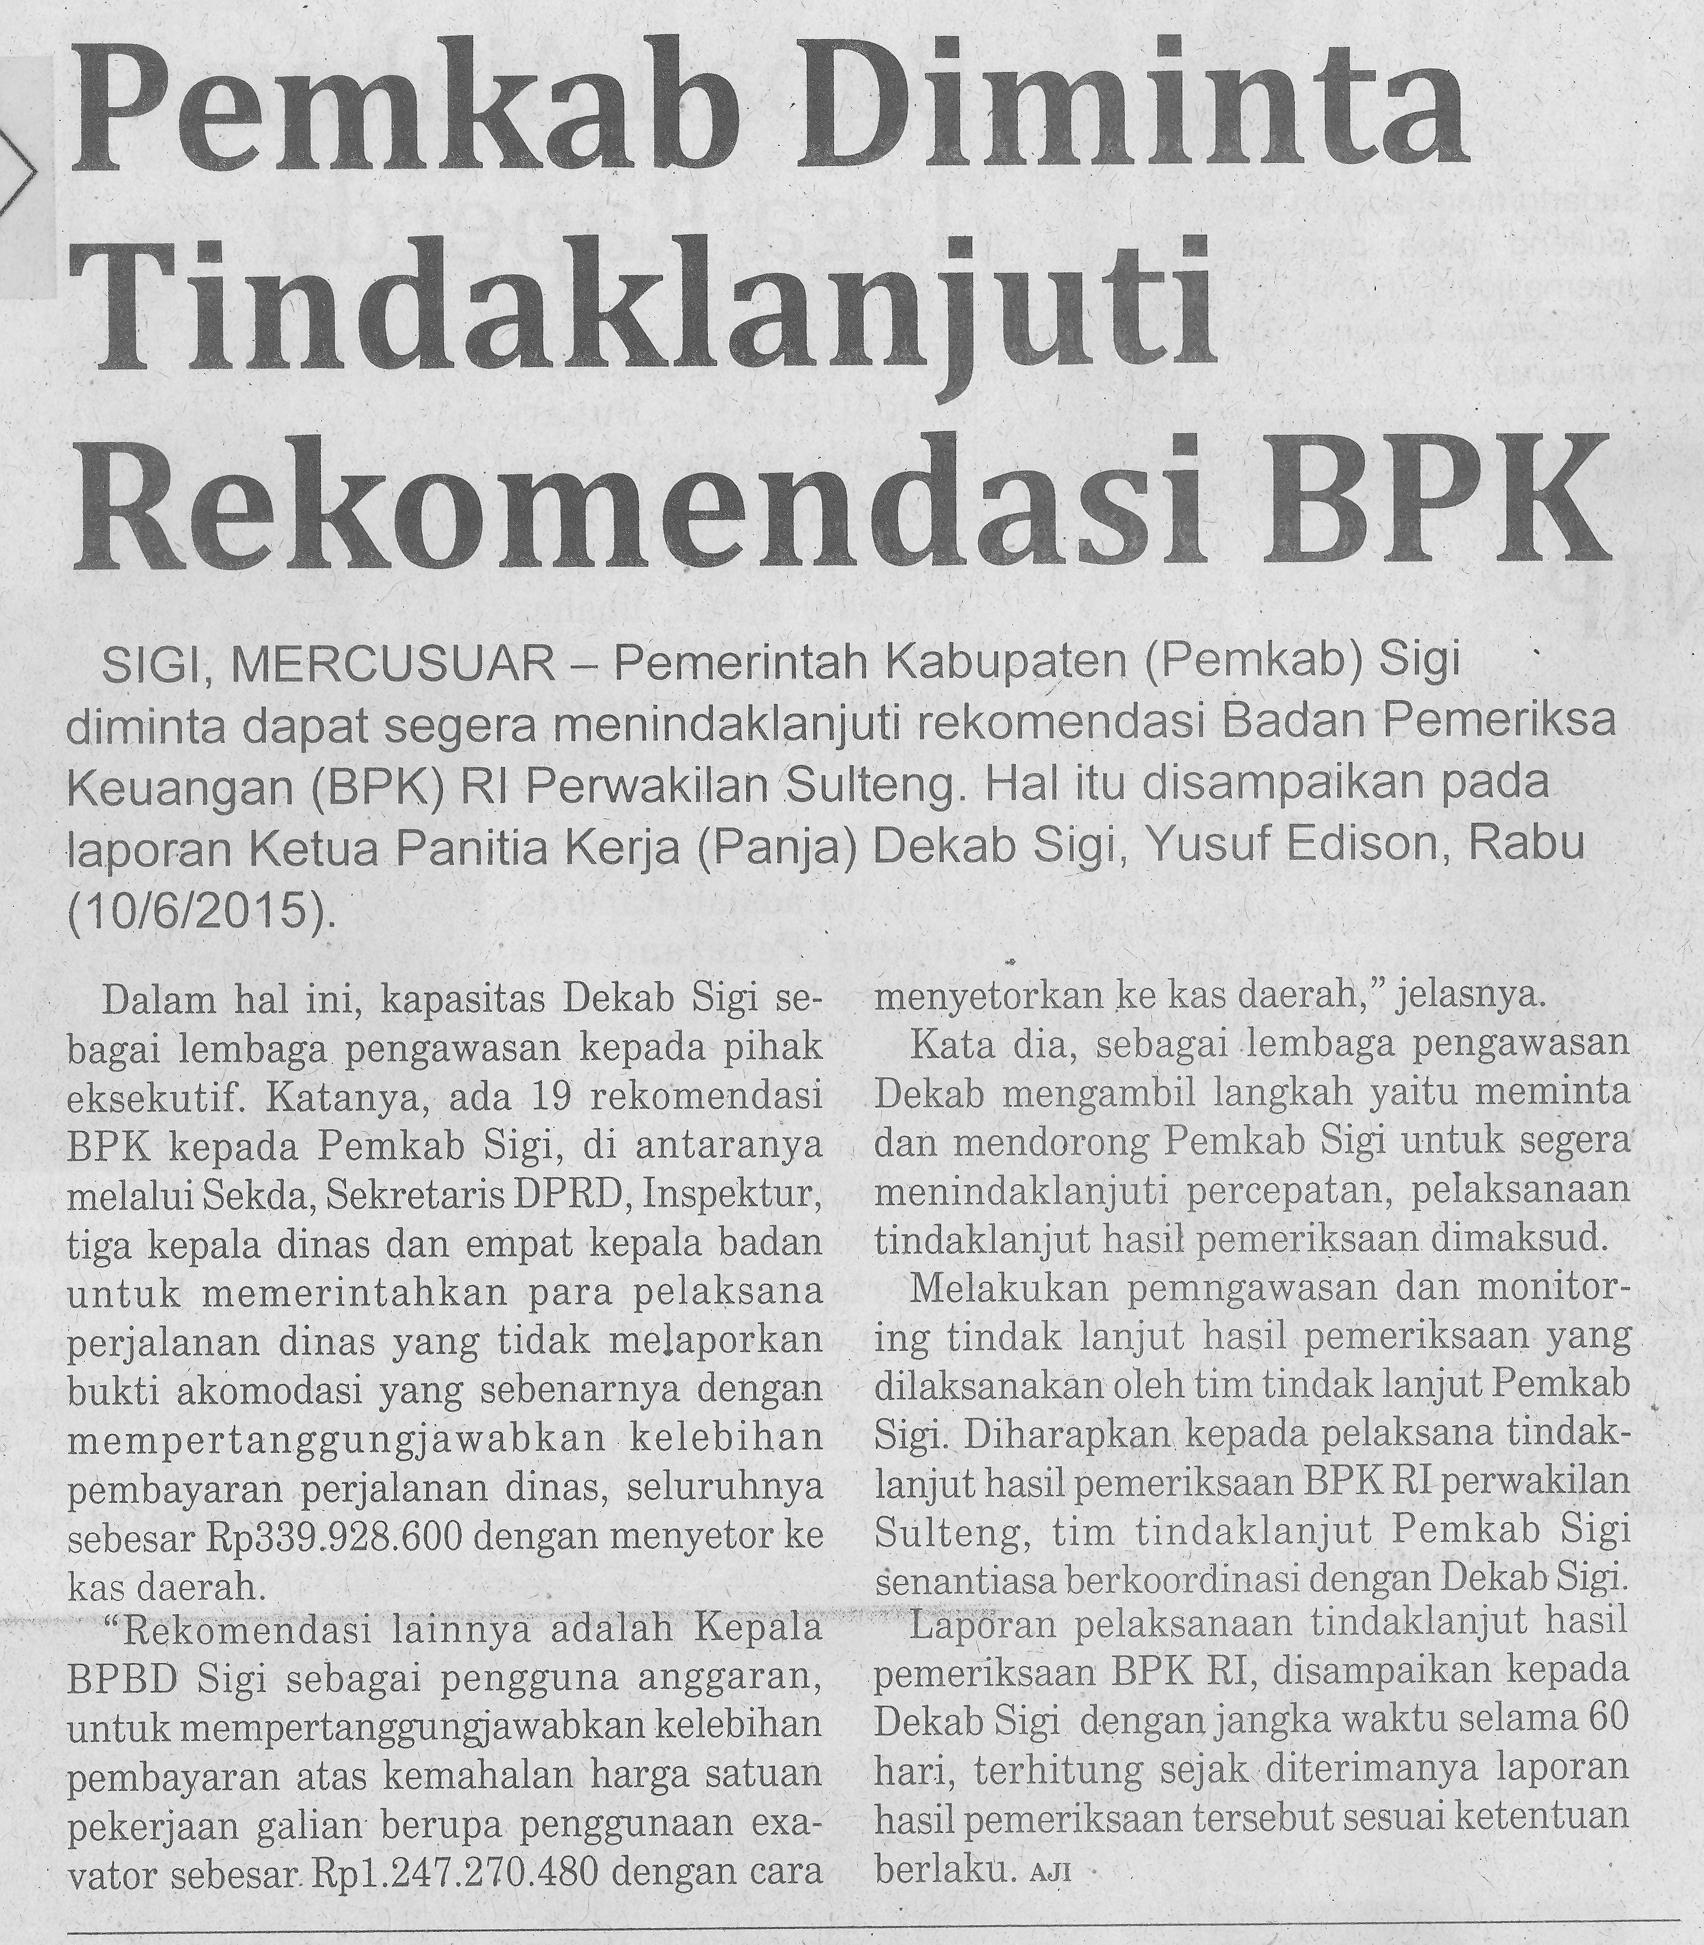 Pemkab Diminta
Tindaklanjuti
Rekomendasi BPK
SIGI, MERCUSUAR – Pemerintah Kabupaten (Pemkab) Sigi
diminta dapat segera menindaklanjuti rekomendasi Badan Pemeriksa
Keuangan (BPK) RI Perwakilan Sulteng. Hal itu disampaikan pada
laporan Ketua Panitia Kerja (Panja) Dekab Sigi, Yusuf Edison, Rabu
(10/6/2015).
Dalam hal ini, kapasitas Dekab Sigi se-
bagai lembaga pengawasan kepada pihak
eksekutif. Katanya, ada 19 rekomendasi
BPK kepada Pemkab Sigi, di antaranya
melalui Sekda, Sekretaris DPRD, Inspektur,
tiga kepala dinas dan empat kepala badan
untuk memerintahkan para pelaksana
perjalanan dinas yang tidak melaporkan
bukti akomodasi yang sebenarnya dengan
mempertanggungjawabkan kelebihan
pembayaran perjalanan dinas, seluruhnya
sebesar Rp339.928.600 dengan menyetor ke
kas daerah.
“Rekomendasi lainnya adalah Kepala
BPBD Sigi sebagai pengguna anggaran,
untuk mempertanggungjawabkan kelebihan
pembayaran atas kemahalan harga satuan
pekerjaan galian berupa penggunaan exa-
vator sebesar Rp1.247.270.480 dengan cara
menyetorkan ke kas daerah,” jelasnya.
Kata dia, sebagai lembaga pengawasan
Dekab mengambil langkah yaitu meminta
dan mendorong Pemkab Sigi untuk segera
menindaklanjuti percepatan, pelaksanaan
tindaklanjut hasil pemeriksaan dimaksud.
Melakukan pemngawasan dan monitor-
ing tindak lanjut hasil pemeriksaan yang
dilaksanakan oleh tim tindak lanjut Pemkab
Sigi. Diharapkan kepada pelaksana tindak-
lanjut hasil pemeriksaan BPK RI perwakilan
Sulteng, tim tindaklanjut Pemkab Sigi
senantiasa berkoordinasi dengan Dekab Sigi.
Laporan pelaksanaan tindaklanjut hasil
pemeriksaan BPK RI, disampaikan kepada
Dekab Sigi dengan jangka waktu selama 60
hari, terhitung sejak diterimanya laporan
hasil pemeriksaan tersebut sesuai ketentuan
berlaku. AJI